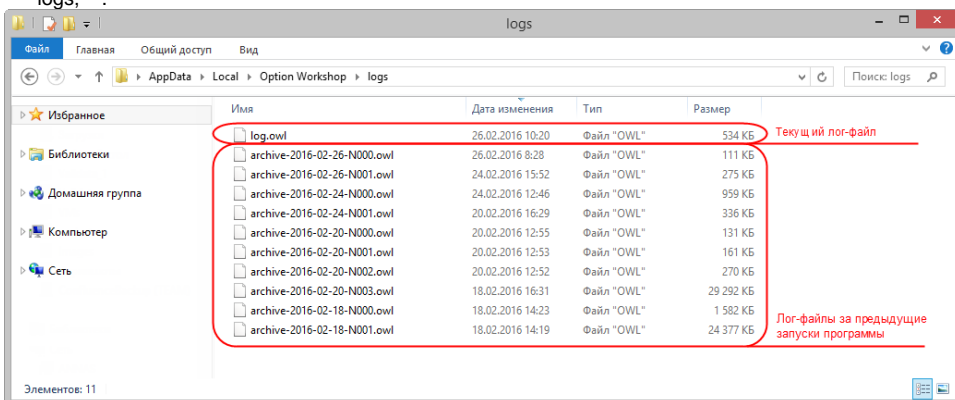 logs,
logs
Файл Главная Общий доступ Вид
AppData Local Option Workshop logs Поиск: logs
Имя Дата изменения Тип Размер
Избранное
Библиотеки
Домашняя группа
Компьютер
Сеть
log.owl 26.02.2016 10:20 Файл "OWL" 534 КБ
archive-2016-02-26-N000.owl 26.02.2016 8:28 Файл "OWL" 111 КБ
archive-2016-02-26-N001.owl 24.02.2016 15:52 Файл "OWL" 275 КБ
archive-2016-02-24-N000.owl 24.02.2016 12:46 Файл "OWL" 959 КБ
archive-2016-02-24-N001.owl 20.02.2016 16:29 Файл "OWL" 336 КБ
archive-2016-02-20-N000.owl 20.02.2016 12:55 Файл "OWL" 131 КБ
archive-2016-02-20-N001.owl 20.02.2016 12:53 Файл "OWL" 161 КБ
archive-2016-02-20-N002.owl 20.02.2016 12:52 Файл "OWL" 270 КБ
archive-2016-02-20-N003.owl 18.02.2016 16:31 Файл "OWL" 29 292 КБ
archive-2016-02-18-N000.owl 18.02.2016 14:23 Файл "OWL" 1 582 КБ
archive-2016-02-18-N001.owl 18.02.2016 14:19 Файл "OWL" 24 377 КБ
Текущий лог-файл
Лог-файлы за предыдущие
запуски программы
Элементов: 11